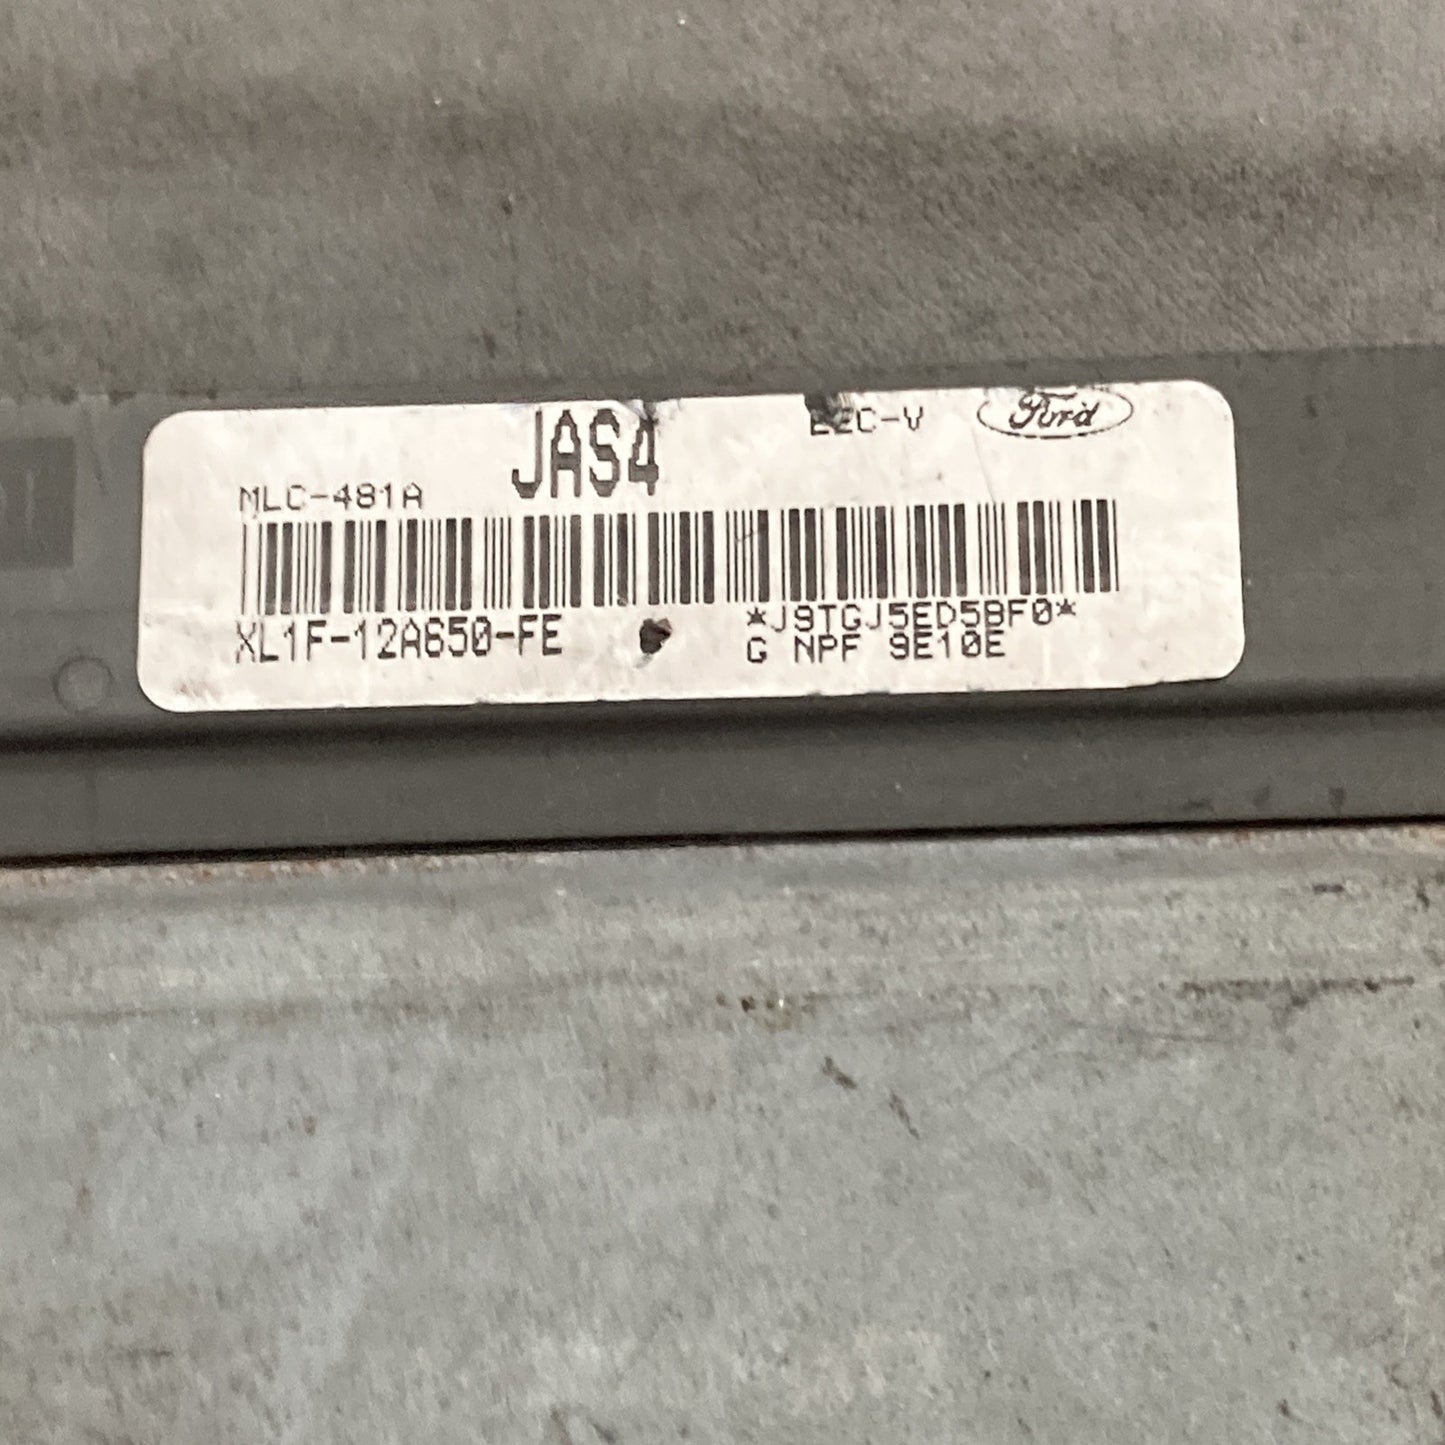 JAS4
EEC-V
Ford
MLC-481A
XL1F-12A650-FE
*J9TGJ5ED5BF0*
G NPF 9E10E